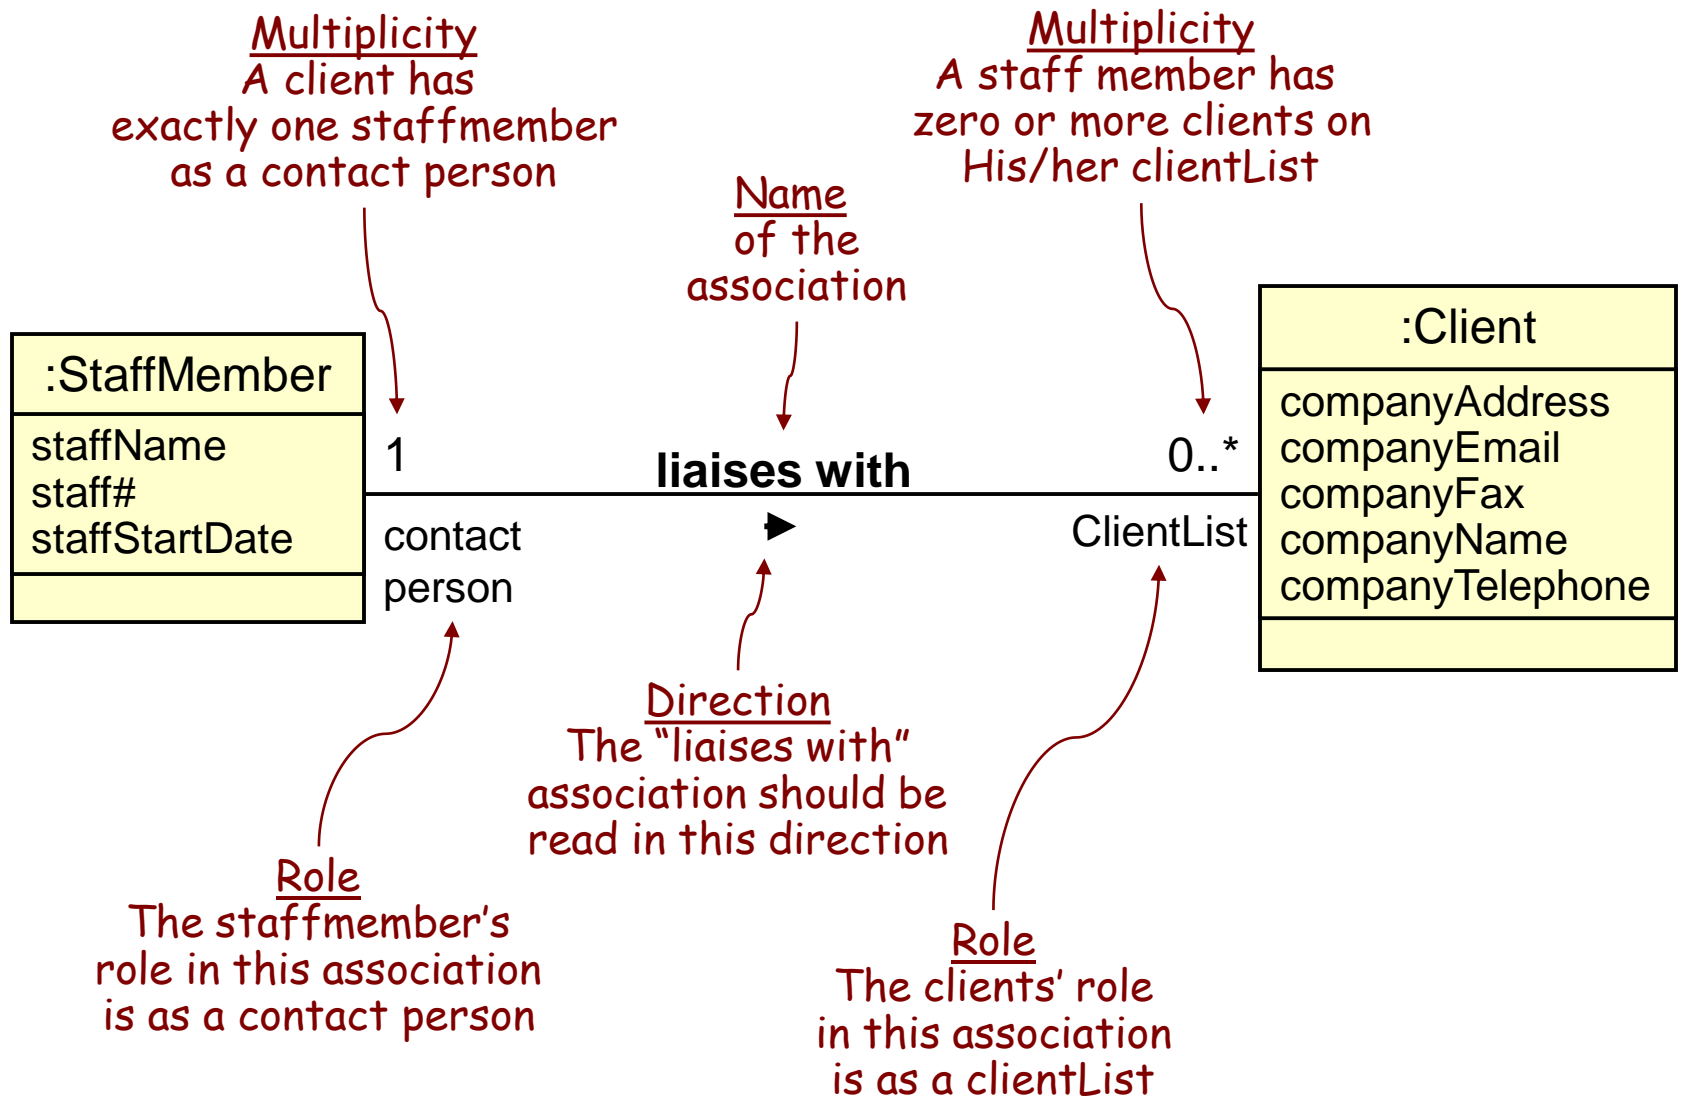 Multiplicity
A client has
exactly one staffmember
as a contact person
Multiplicity
A staff member has
zero or more clients on
His/her clientList
Name
of the
association
:StaffMember
staffName
staff#
staffStartDate
1
liaises with
0..*
contact
person
ClientList
:Client
companyAddress
companyEmail
companyFax
companyName
companyTelephone
Direction
The “liaises with”
association should be
read in this direction
Role
The staffmember’s
role in this association
is as a contact person
Role
The clients’ role
in this association
is as a clientList